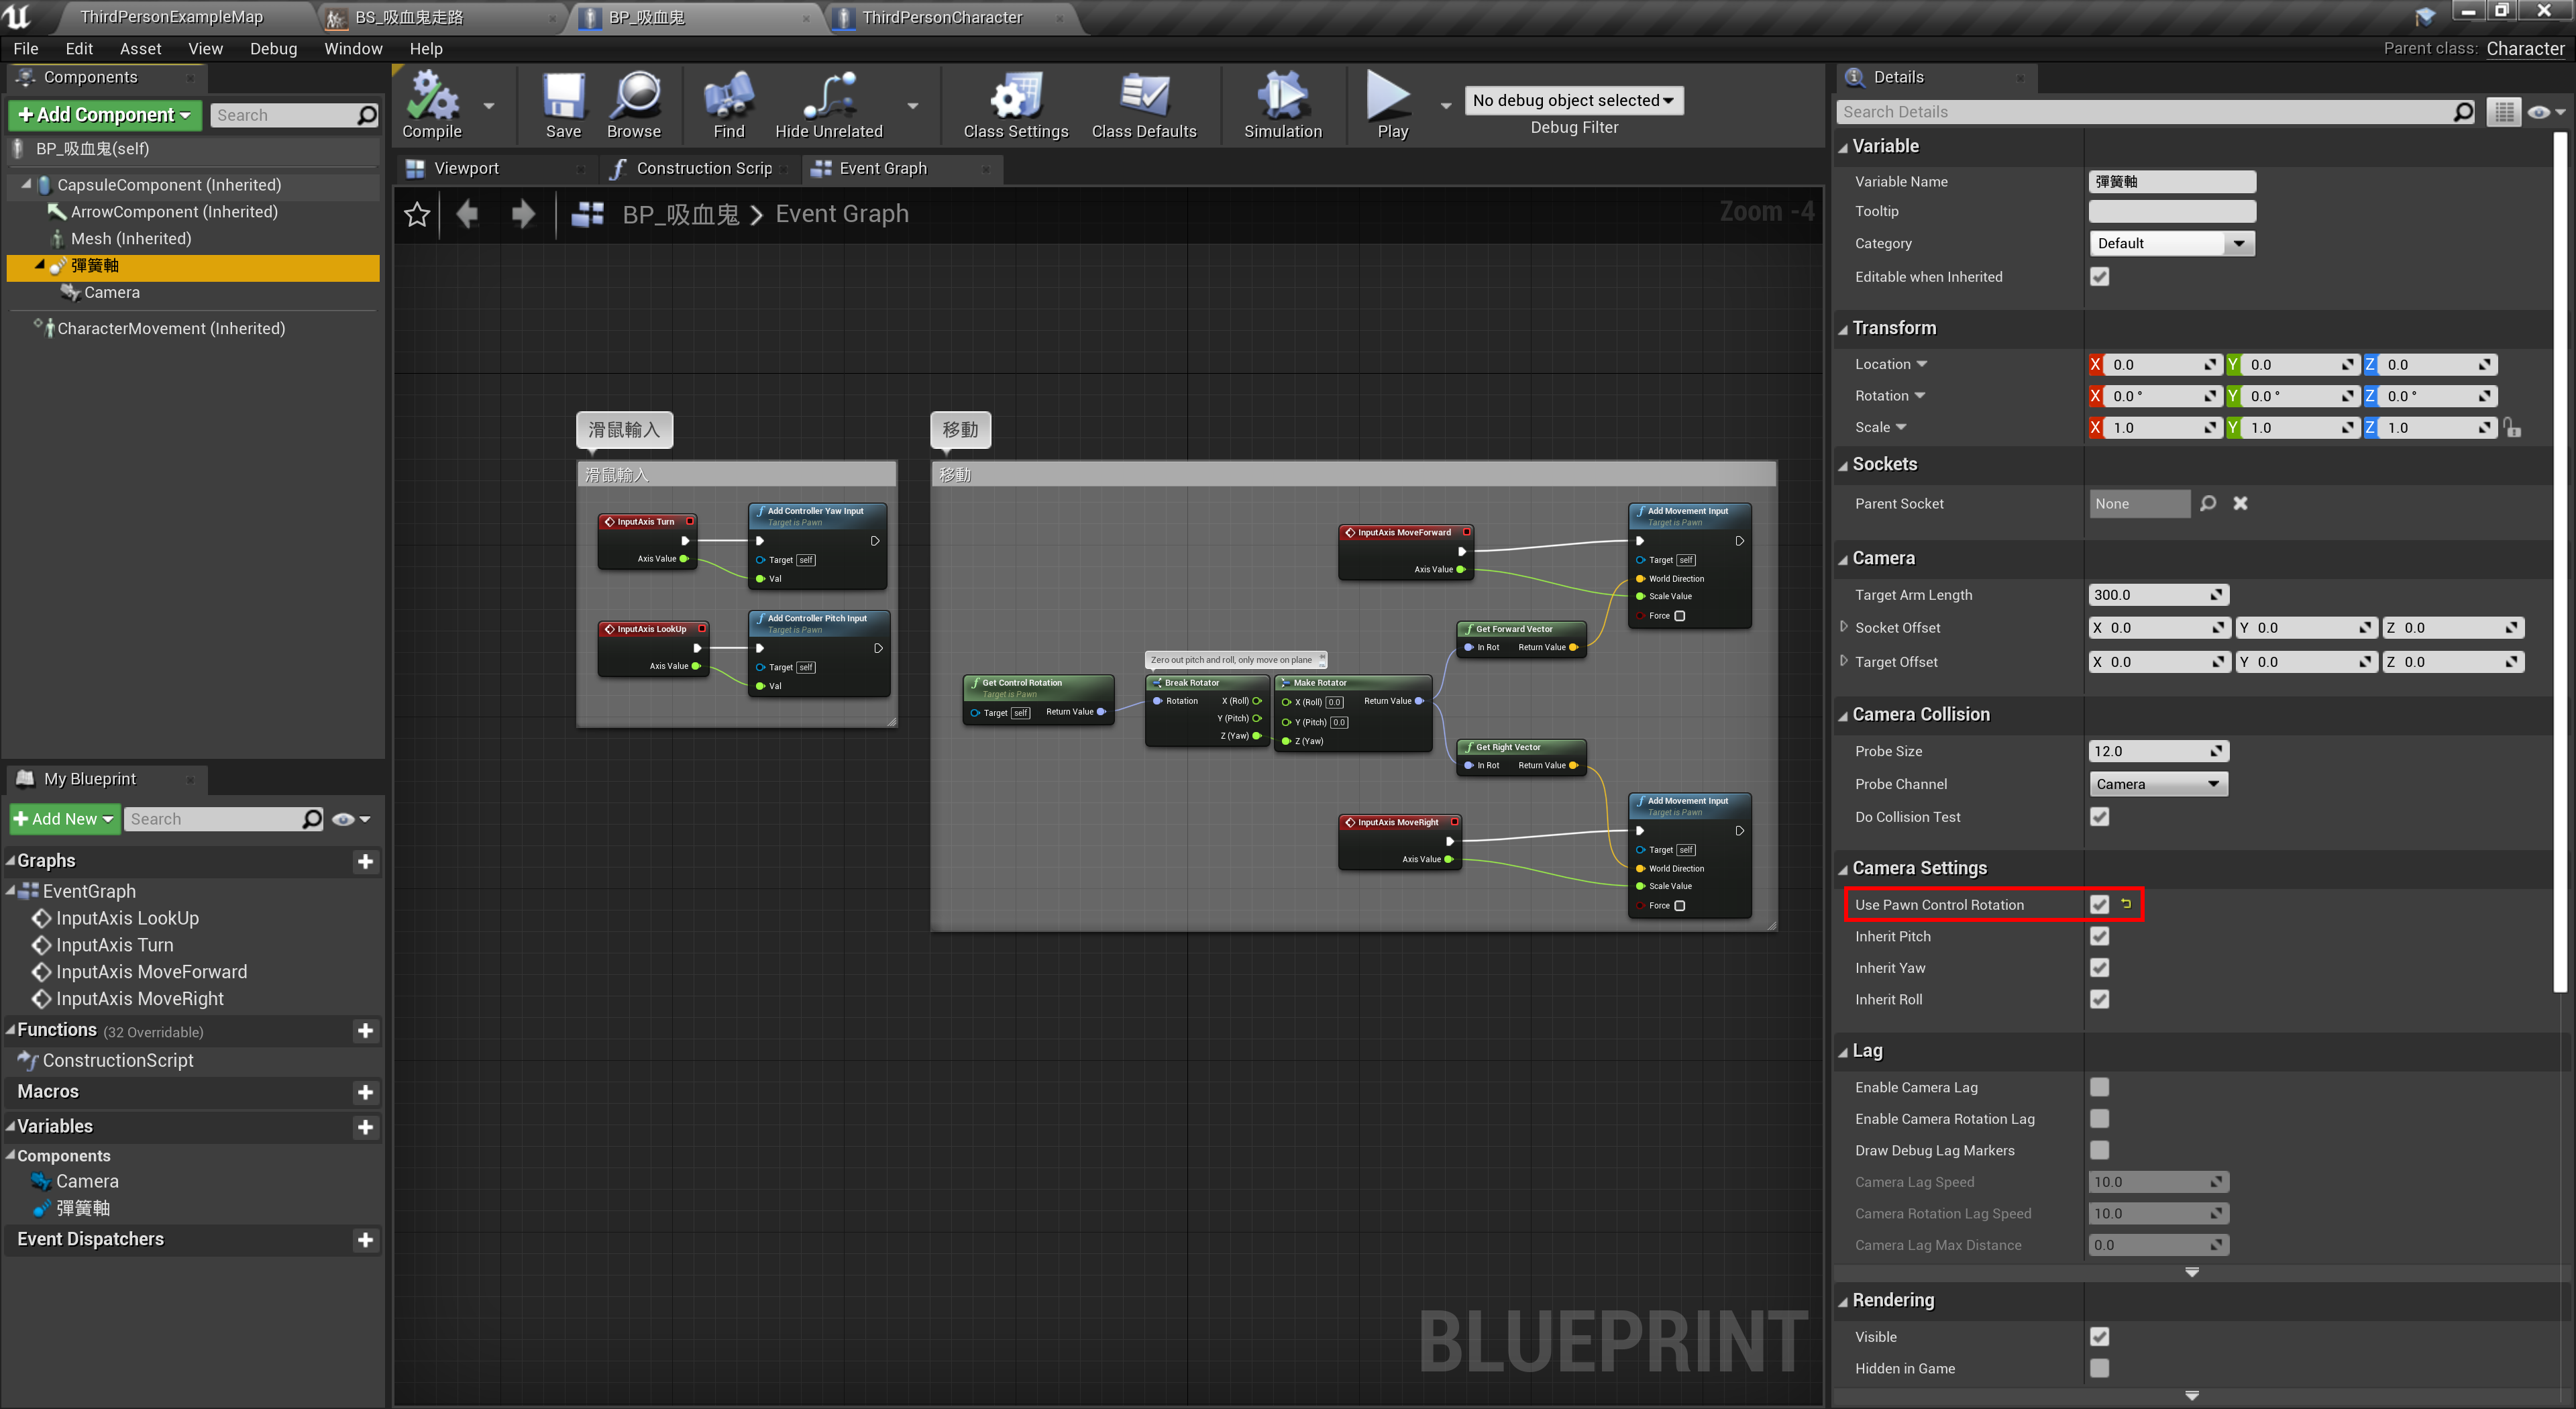 ThirdPersonExampleMap
BS_吸血鬼走路
BP_吸血鬼
ThirdPersonCharacter
File Edit Asset View Debug Window Help
Parent class: Character
Components
Add Component
Search
BP_吸血鬼(self)
CapsuleComponent (Inherited)
ArrowComponent (Inherited)
Mesh (Inherited)
彈簧軸
Camera
CharacterMovement (Inherited)
My Blueprint
Add New
Search
Graphs
EventGraph
InputAxis LookUp
InputAxis Turn
InputAxis MoveForward
InputAxis MoveRight
Functions (32 Overridable)
ConstructionScript
Macros
Variables
Components
Camera
彈簧軸
Event Dispatchers
Compile
Save
Browse
Find
Hide Unrelated
Class Settings
Class Defaults
Simulation
Play
No debug object selected
Debug Filter
Viewport
Construction Scrip
Event Graph
BP_吸血鬼 > Event Graph
Zoom -4
滑鼠輸入
滑鼠輸入
InputAxis Turn
Axis Value
Add Controller Yaw Input
Target is Pawn
Target self
Val
InputAxis LookUp
Axis Value
Add Controller Pitch Input
Target is Pawn
Target self
Val
移動
移動
InputAxis MoveForward
Axis Value
Add Movement Input
Target is Pawn
Target self
World Direction
Scale Value
Force
Get Forward Vector
In Rot Return Value
Zero out pitch and roll, only move on plane
Get Control Rotation
Target is Pawn
Target self Return Value
Break Rotator
Rotation X (Roll)
Y (Pitch)
Z (Yaw)
Make Rotator
X (Roll) 0.0 Return Value
Y (Pitch) 0.0
Z (Yaw)
Get Right Vector
In Rot Return Value
InputAxis MoveRight
Axis Value
Add Movement Input
Target is Pawn
Target self
World Direction
Scale Value
Force
BLUEPRINT
Details
Search Details
Variable
Variable Name 彈簧軸
Tooltip
Category Default
Editable when Inherited
Transform
Location X 0.0 Y 0.0 Z 0.0
Rotation X 0.0 ° Y 0.0 ° Z 0.0 °
Scale X 1.0 Y 1.0 Z 1.0
Sockets
Parent Socket None
Camera
Target Arm Length 300.0
Socket Offset X 0.0 Y 0.0 Z 0.0
Target Offset X 0.0 Y 0.0 Z 0.0
Camera Collision
Probe Size 12.0
Probe Channel Camera
Do Collision Test
Camera Settings
Use Pawn Control Rotation
Inherit Pitch
Inherit Yaw
Inherit Roll
Lag
Enable Camera Lag
Enable Camera Rotation Lag
Draw Debug Lag Markers
Camera Lag Speed 10.0
Camera Rotation Lag Speed 10.0
Camera Lag Max Distance 0.0
Rendering
Visible
Hidden in Game